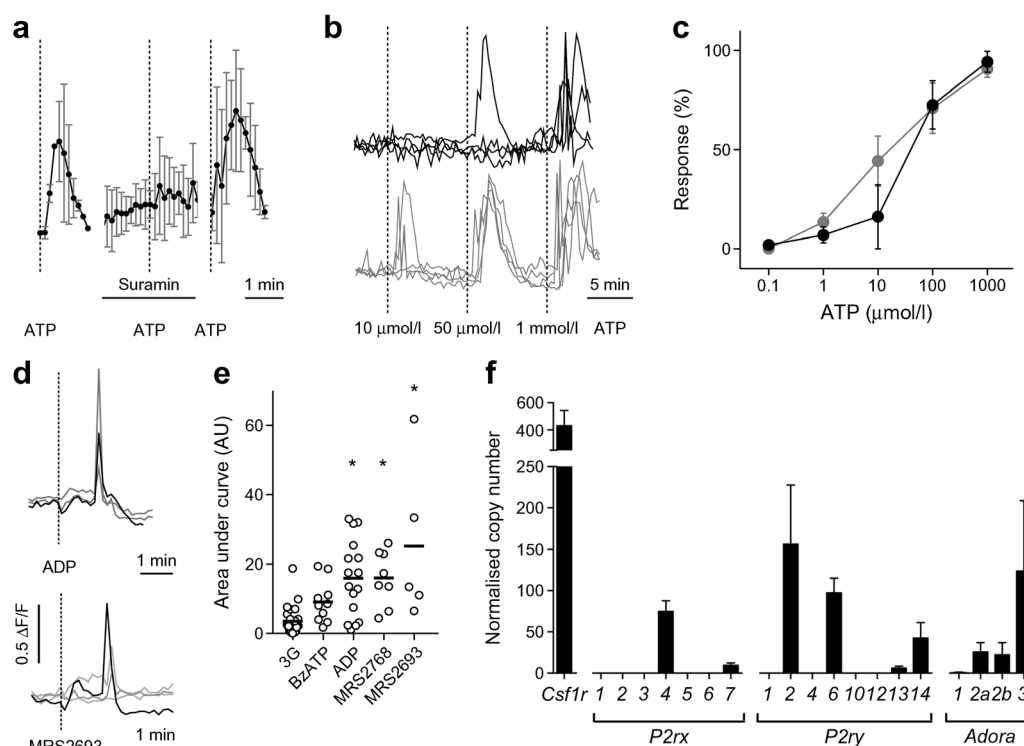 a
Suramin
1 min
ATP
ATP
ATP
b
10 μmol/l
50 μmol/l
1 mmol/l
ATP
5 min
c
Response (%)
100
50
0
0.1
1
10
100
1000
ATP (μmol/l)
d
ADP
1 min
0.5 ΔF/F
MRS2693
1 min
e
Area under curve (AU)
60
40
20
0
*
*
*
3G
BzATP
ADP
MRS2768
MRS2693
f
Normalised copy number
600
400
250
200
150
100
50
0
Csf1r
1 2 3 4 5 6 7
P2rx
1 2 4 6 10 12 13 14
P2ry
1 2a 2b 3
Adora